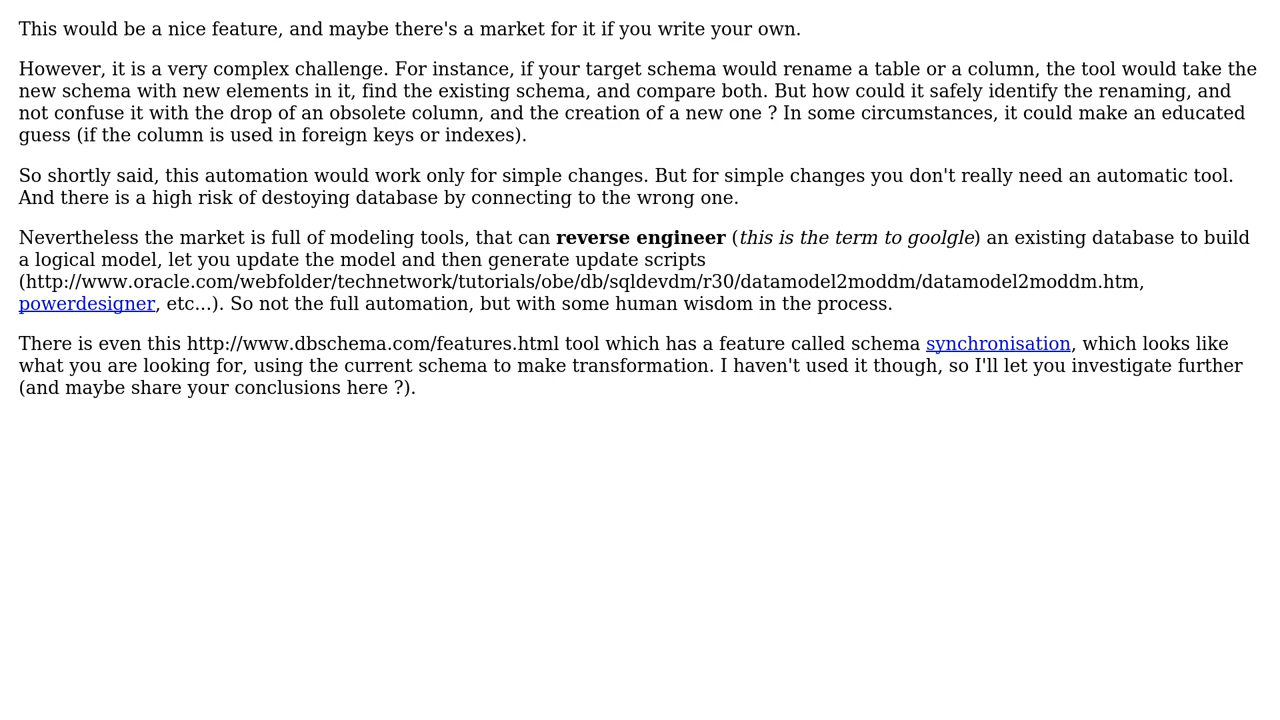 This would be a nice feature, and maybe there's a market for it if you write your own.
However, it is a very complex challenge. For instance, if your target schema would rename a table or a column, the tool would take the
new schema with new elements in it, find the existing schema, and compare both. But how could it safely identify the renaming, and
not confuse it with the drop of an obsolete column, and the creation of a new one ? In some circumstances, it could make an educated
guess (if the column is used in foreign keys or indexes).
So shortly said, this automation would work only for simple changes. But for simple changes you don't really need an automatic tool.
And there is a high risk of destoying database by connecting to the wrong one.
Nevertheless the market is full of modeling tools, that can reverse engineer (this is the term to goolgle) an existing database to build
a logical model, let you update the model and then generate update scripts
(http://www.oracle.com/webfolder/technetwork/tutorials/obe/db/sqldevdm/r30/datamodel2moddm/datamodel2moddm.htm,
powerdesigner, etc...). So not the full automation, but with some human wisdom in the process.
There is even this http://www.dbschema.com/features.html tool which has a feature called schema synchronisation, which looks like
what you are looking for, using the current schema to make transformation. I haven't used it though, so I'll let you investigate further
(and maybe share your conclusions here ?).